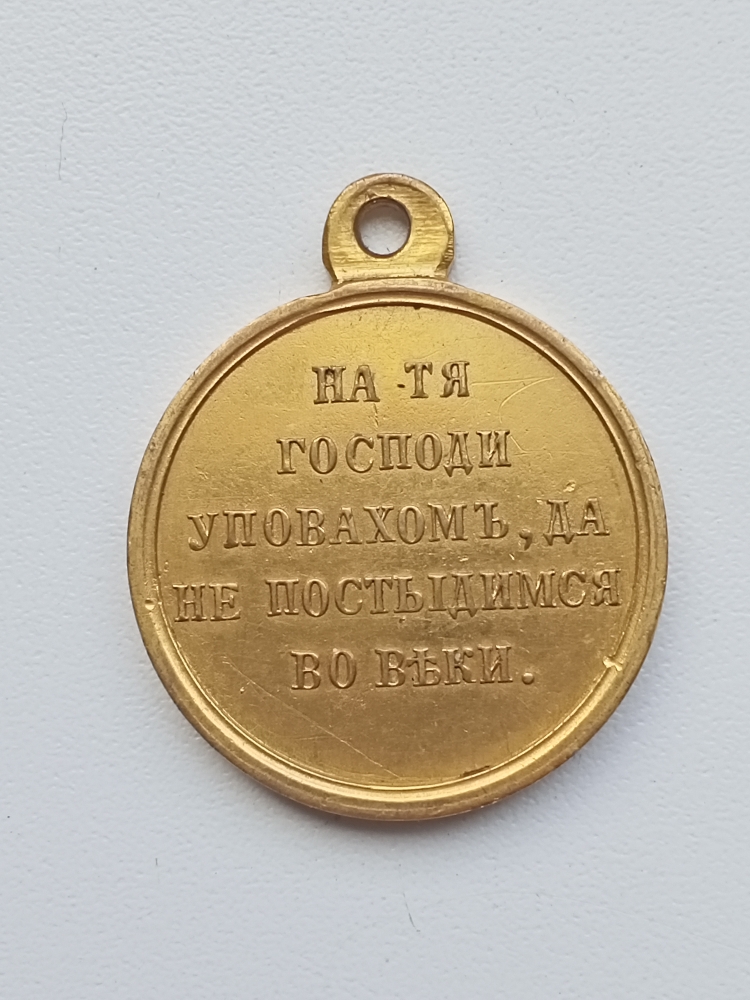 НА ТЯ
ГОСПОДИ
УПОВАХОМЪ, ДА
НЕ ПОСТЫДИМСЯ
ВО ВѢКИ.